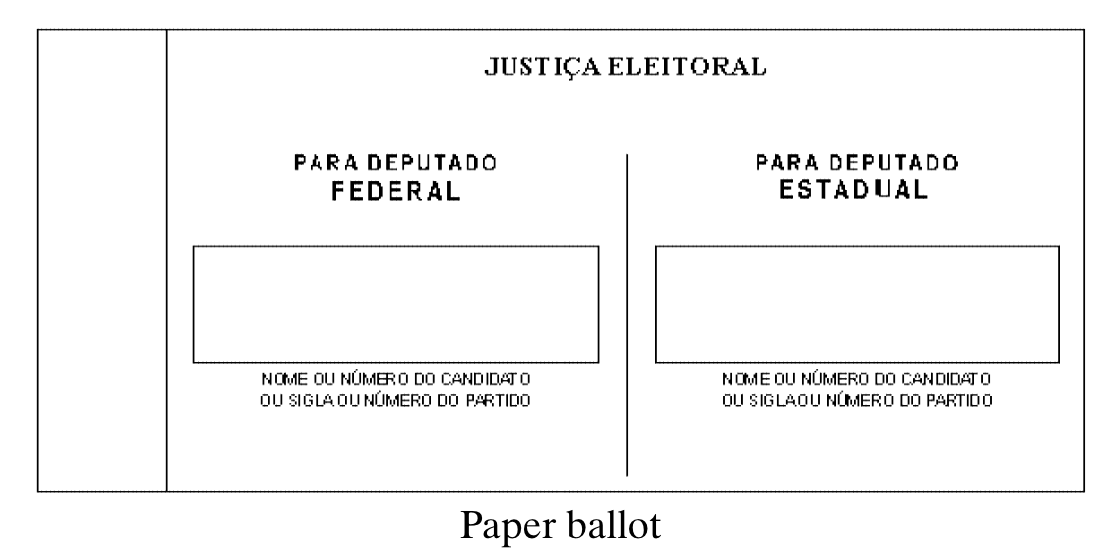 JUSTIÇA ELEITORAL
PARA DEPUTADO
FEDERAL
NOME OU NÚMERO DO CANDIDATO
OU SIGLA OU NÚMERO DO PARTIDO
PARA DEPUTADO
ESTADUAL
NOME OU NÚMERO DO CANDIDATO
OU SIGLA OU NÚMERO DO PARTIDO
Paper ballot